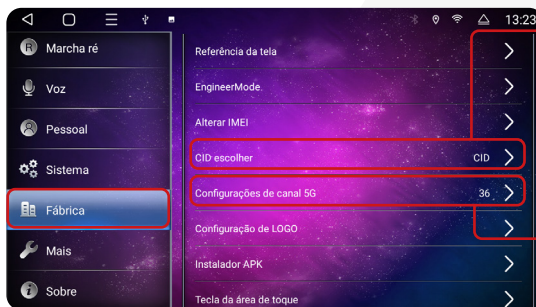 13:23
R Marcha ré
Voz
Pessoal
Sistema
Fábrica
Mais
i Sobre
Referência da tela
EngineerMode.
Alterar IMEI
CID escolher CID
Configurações de canal 5G 36
Configuração de LOGO
Instalador APK
Tecla da área de toque